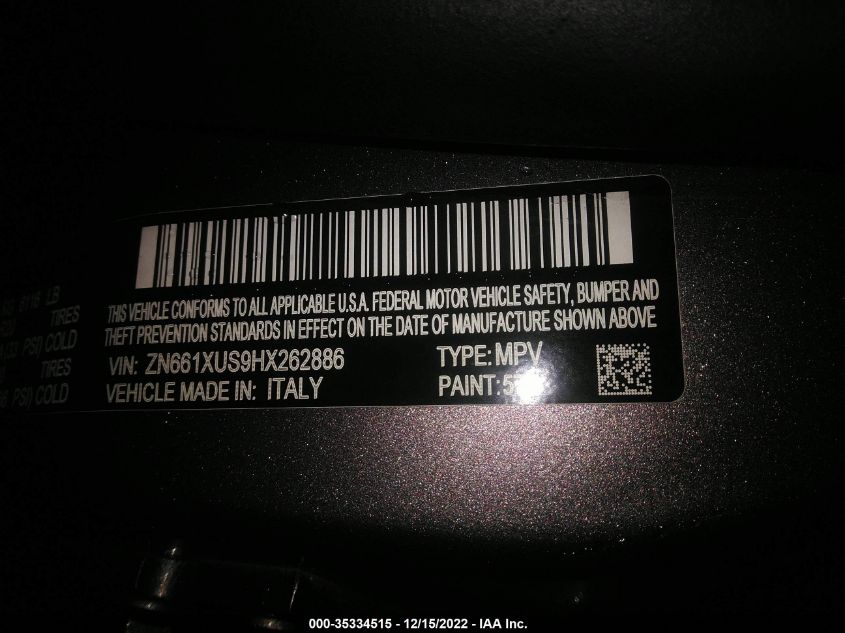 6116 LB
TIRES
PSI) COLD
TIRES
PSI) COLD
THIS VEHICLE CONFORMS TO ALL APPLICABLE U.S.A. FEDERAL MOTOR VEHICLE SAFETY, BUMPER AND
THEFT PREVENTION STANDARDS IN EFFECT ON THE DATE OF MANUFACTURE SHOWN ABOVE
VIN: ZN661XUS9HX262886 TYPE: MPV
VEHICLE MADE IN: ITALY PAINT:
000-35334515 - 12/15/2022 - IAA Inc.